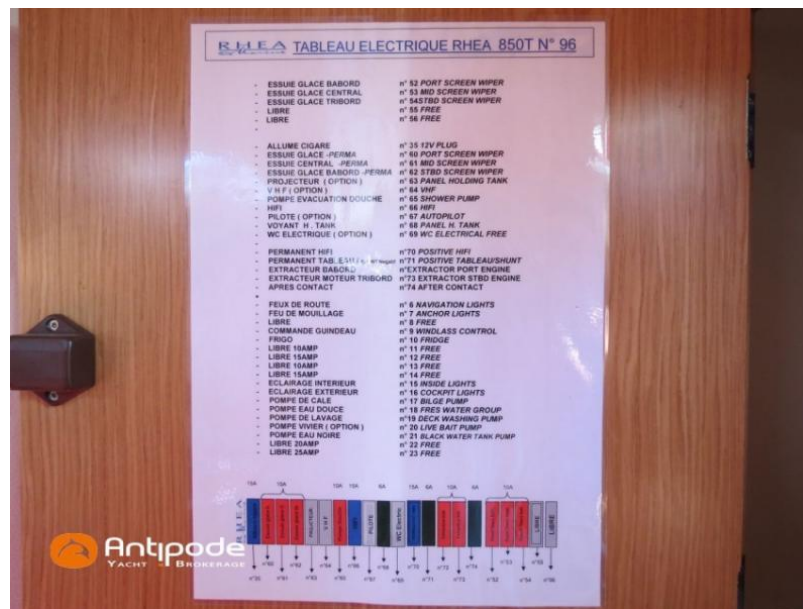 RHEA TABLEAU ELECTRIQUE RHEA 850T N° 96
- ESSUIE GLACE BABORD n° 52 PORT SCREEN WIPER
- ESSUIE GLACE CENTRAL n° 53 MID SCREEN WIPER
- ESSUIE GLACE TRIBORD n° 54STBD SCREEN WIPER
- LIBRE n° 55 FREE
- LIBRE n° 56 FREE
-
- ALLUME CIGARE n° 35 12V PLUG
- ESSUIE GLACE -PERMA n° 60 PORT SCREEN WIPER
- ESSUIE CENTRAL -PERMA n° 61 MID SCREEN WIPER
- ESSUIE GLACE BABORD -PERMA n° 62 STBD SCREEN WIPER
- PROJECTEUR ( OPTION ) n° 63 PANEL HOLDING TANK
- V H F ( OPTION ) n° 64 VHF
- POMPE EVACUATION DOUCHE n° 65 SHOWER PUMP
- HIFI n° 66 HIFI
- PILOTE ( OPTION ) n° 67 AUTOPILOT
- VOYANT H . TANK n° 68 PANEL H. TANK
- WC ELECTRIQUE ( OPTION ) n° 69 WC ELECTRICAL FREE
-
- PERMANENT HIFI n°70 POSITIVE HIFI
- PERMANENT TABLEAU n°71 POSITIVE TABLEAU/SHUNT
- EXTRACTEUR BABORD n°EXTRACTOR PORT ENGINE
- EXTRACTEUR MOTEUR TRIBORD n°73 EXTRACTOR STBD ENGINE
- APRES CONTACT n°74 AFTER CONTACT
-
- FEUX DE ROUTE n° 6 NAVIGATION LIGHTS
- FEU DE MOUILLAGE n° 7 ANCHOR LIGHTS
- LIBRE n° 8 FREE
- COMMANDE GUINDEAU n° 9 WINDLASS CONTROL
- FRIGO n° 10 FRIDGE
- LIBRE 10AMP n° 11 FREE
- LIBRE 15AMP n° 12 FREE
- LIBRE 10AMP n° 13 FREE
- LIBRE 15AMP n° 14 FREE
- ECLAIRAGE INTERIEUR n° 15 INSIDE LIGHTS
- ECLAIRAGE EXTERIEUR n° 16 COCKPIT LIGHTS
- POMPE DE CALE n° 17 BILGE PUMP
- POMPE EAU DOUCE n° 18 FRES WATER GROUP
- POMPE DE LAVAGE n°19 DECK WASHING PUMP
- POMPE VIVIER ( OPTION ) n° 20 LIVE BAIT PUMP
- POMPE EAU NOIRE n° 21 BLACK WATER TANK PUMP
- LIBRE 20AMP n° 22 FREE
- LIBRE 25AMP n° 23 FREE
RHEA PROJECTEUR V H F HIFI PILOTE WC Electric LIBRE LIBRE
Antipode
YACHT BROKERAGE